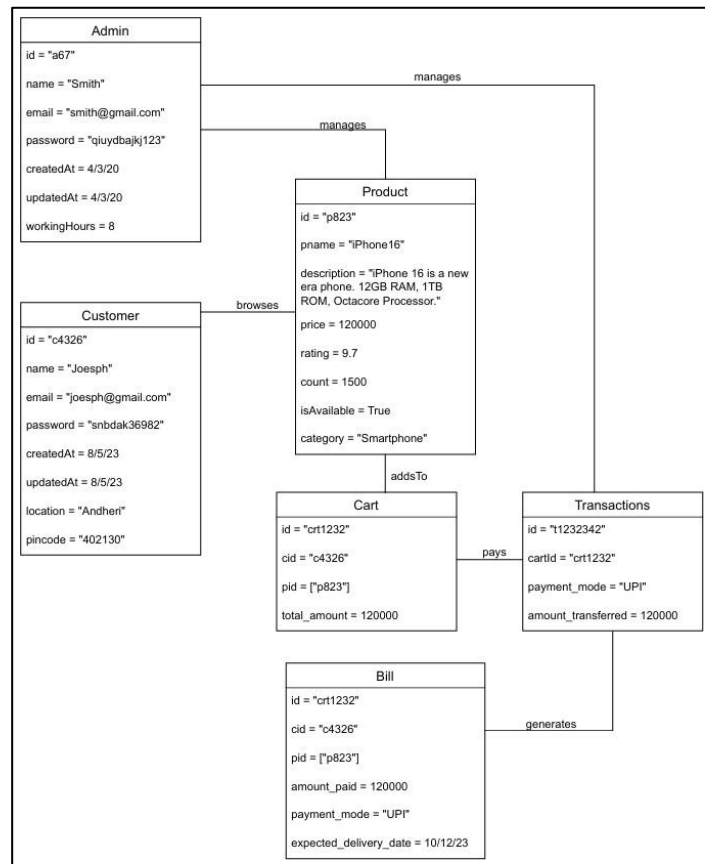 Admin
id = "a67"
name = "Smith"
email = "smith@gmail.com"
password = "qiuydbajkj123"
createdAt = 4/3/20
updatedAt = 4/3/20
workingHours = 8
manages
manages
Product
id = "p823"
pname = "iPhone16"
description = "iPhone 16 is a new
era phone. 12GB RAM, 1TB
ROM, Octacore Processor."
price = 120000
rating = 9.7
count = 1500
isAvailable = True
category = "Smartphone"
browses
Customer
id = "c4326"
name = "Joesph"
email = "joesph@gmail.com"
password = "snbdak36982"
createdAt = 8/5/23
updatedAt = 8/5/23
location = "Andheri"
pincode = "402130"
addsTo
Cart
id = "crt1232"
cid = "c4326"
pid = ["p823"]
total_amount = 120000
pays
Transactions
id = "t1232342"
cartId = "crt1232"
payment_mode = "UPI"
amount_transferred = 120000
generates
Bill
id = "crt1232"
cid = "c4326"
pid = ["p823"]
amount_paid = 120000
payment_mode = "UPI"
expected_delivery_date = 10/12/23